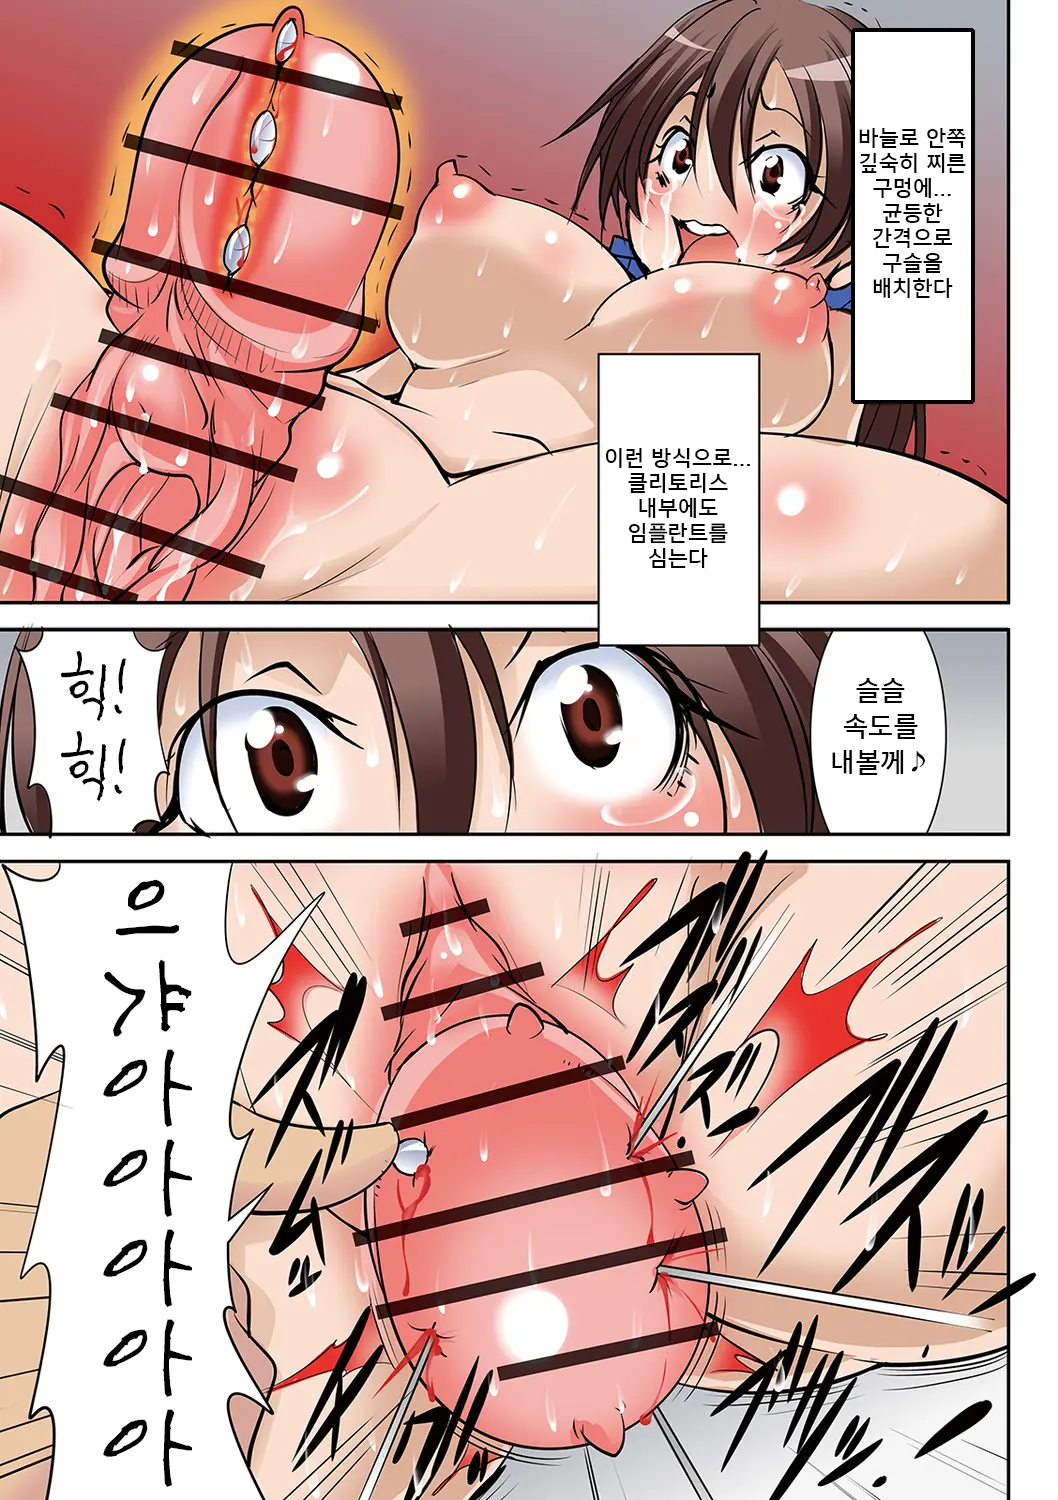 바늘로 안쪽
깊숙히 찌른
구멍에...
균등한
간격으로
구슬을
배치한다
이런 방식으로...
클리토리스
내부에도
임플란트를
심는다
슬슬
속도를
내볼께♪
힉!
힉!
으
갸
아
아
아
아
아